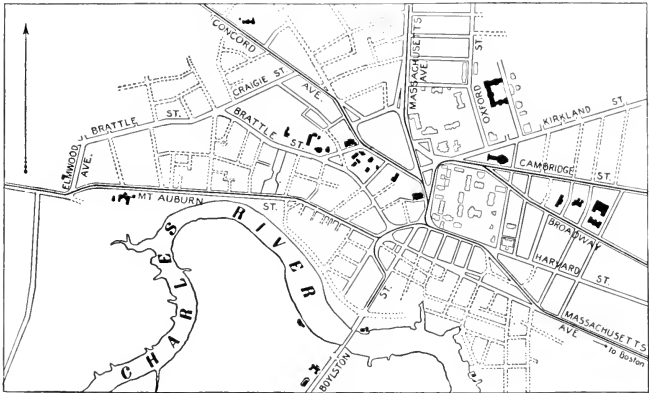 CONCORD
AVE.
MASSACHUSETTS
AVE.
OXFORD
ST.
KIRKLAND ST.
CRAIGIE ST.
BRATTLE ST.
BRATTLE ST.
ELMWOOD
AVE.
CAMBRIDGE ST.
MT AUBURN ST.
BROADWAY
HARVARD ST.
CHARLES RIVER
BOYLSTON ST.
MASSACHUSETTS
AVE.
to Boston